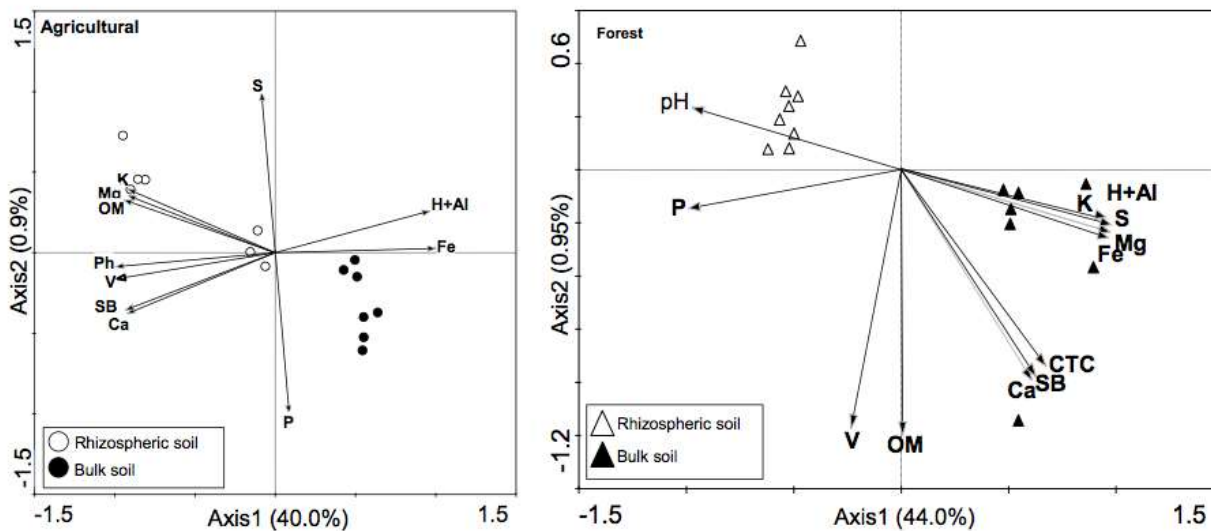 1.5
Agricultural
S
K
Mg
OM
H+Al
Fe
Ph
V
SB
Ca
P
Axis2 (0.9%)
Rhizospheric soil
Bulk soil
-1.5
-1.5
Axis1 (40.0%)
1.5
0.6
Forest
pH
P
K
H+Al
S
Mg
Fe
CTC
SB
Ca
V
OM
Axis2 (0.95%)
Rhizospheric soil
Bulk soil
-1.2
-1.5
Axis1 (44.0%)
1.5